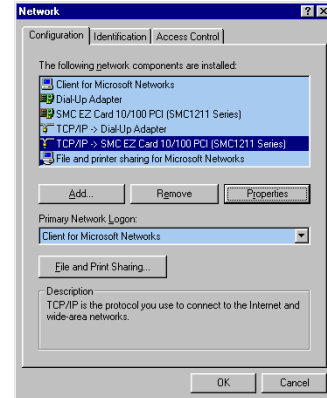 Network
Configuration Identification Access Control
The following network components are installed:
Client for Microsoft Networks
Dial-Up Adapter
SMC EZ Card 10/100 PCI (SMC1211 Series)
TCP/IP -> Dial-Up Adapter
TCP/IP -> SMC EZ Card 10/100 PCI (SMC1211 Series)
File and printer sharing for Microsoft Networks
Add... Remove Properties
Primary Network Logon:
Client for Microsoft Networks
File and Print Sharing...
Description
TCP/IP is the protocol you use to connect to the Internet and
wide-area networks.
OK Cancel